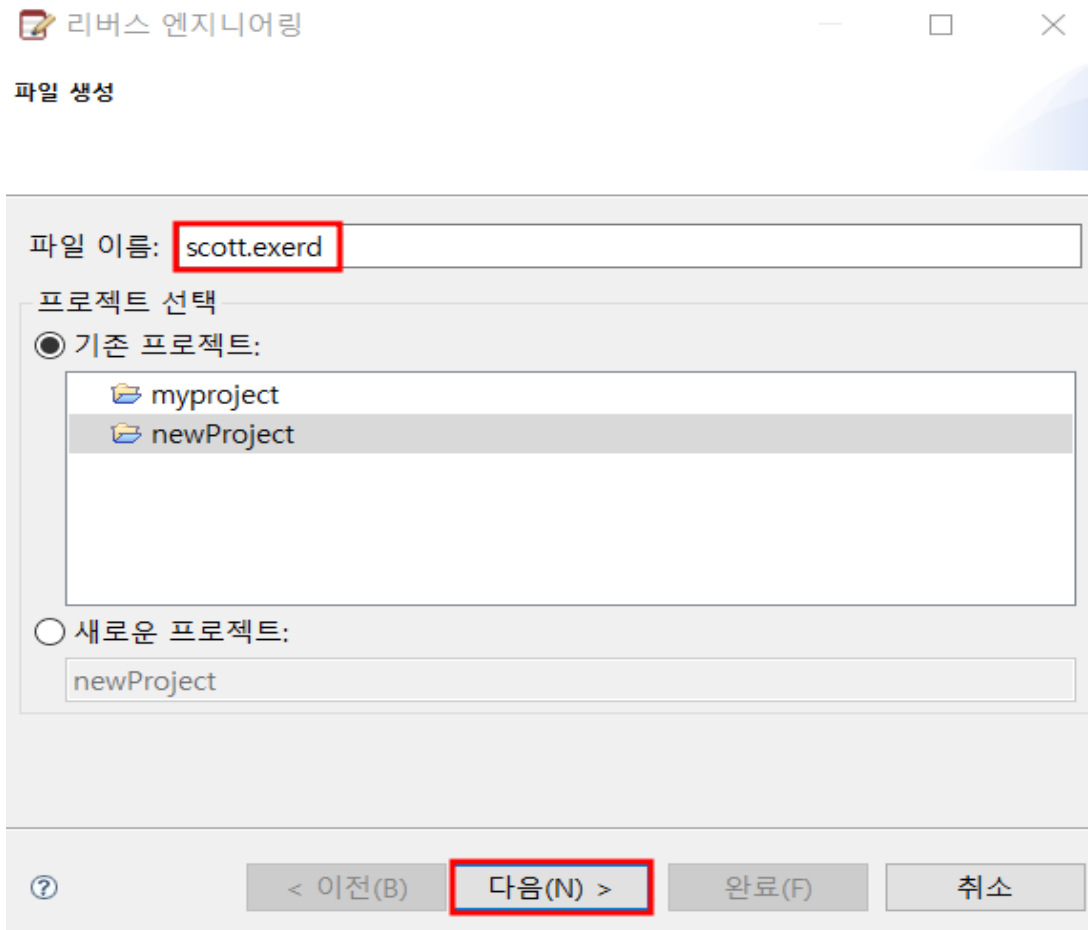 리버스 엔지니어링
파일 생성
파일 이름: scott.exerd
프로젝트 선택
기존 프로젝트:
myproject
newProject
새로운 프로젝트:
newProject
? < 이전(B) 다음(N) > 완료(F) 취소